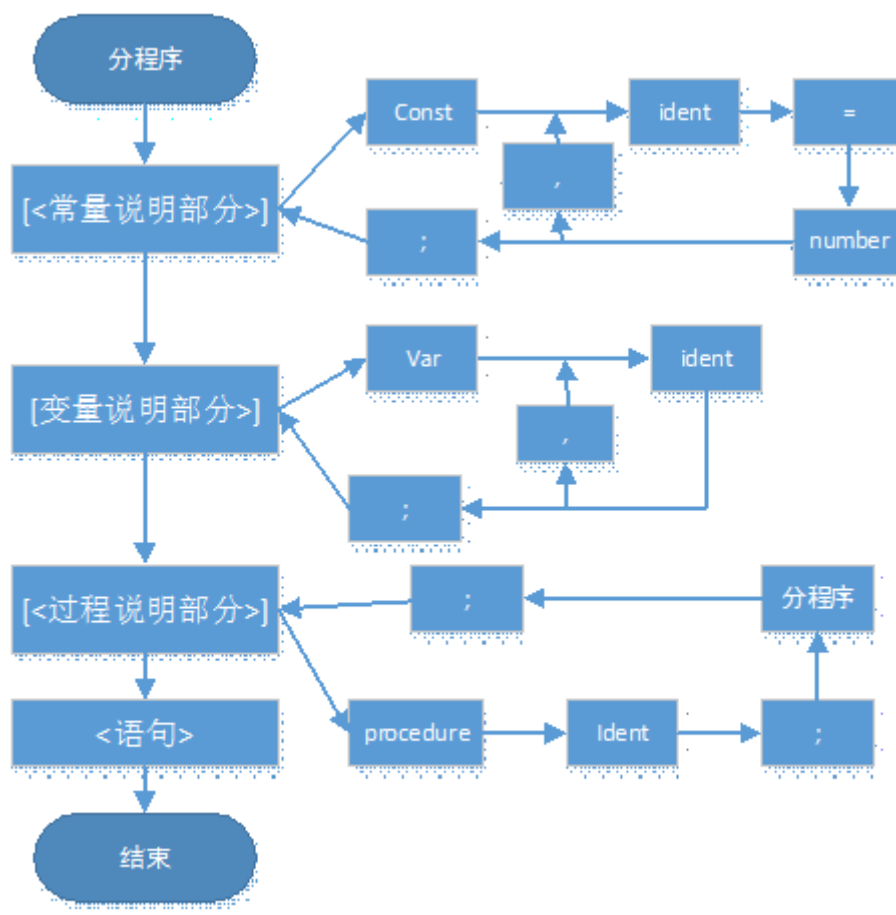 分程序
Const
ident
=
,
[<常量说明部分>]
;
number
Var
ident
[变量说明部分>]
,
;
[<过程说明部分>]
;
分程序
<语句>
procedure
Ident
;
结束